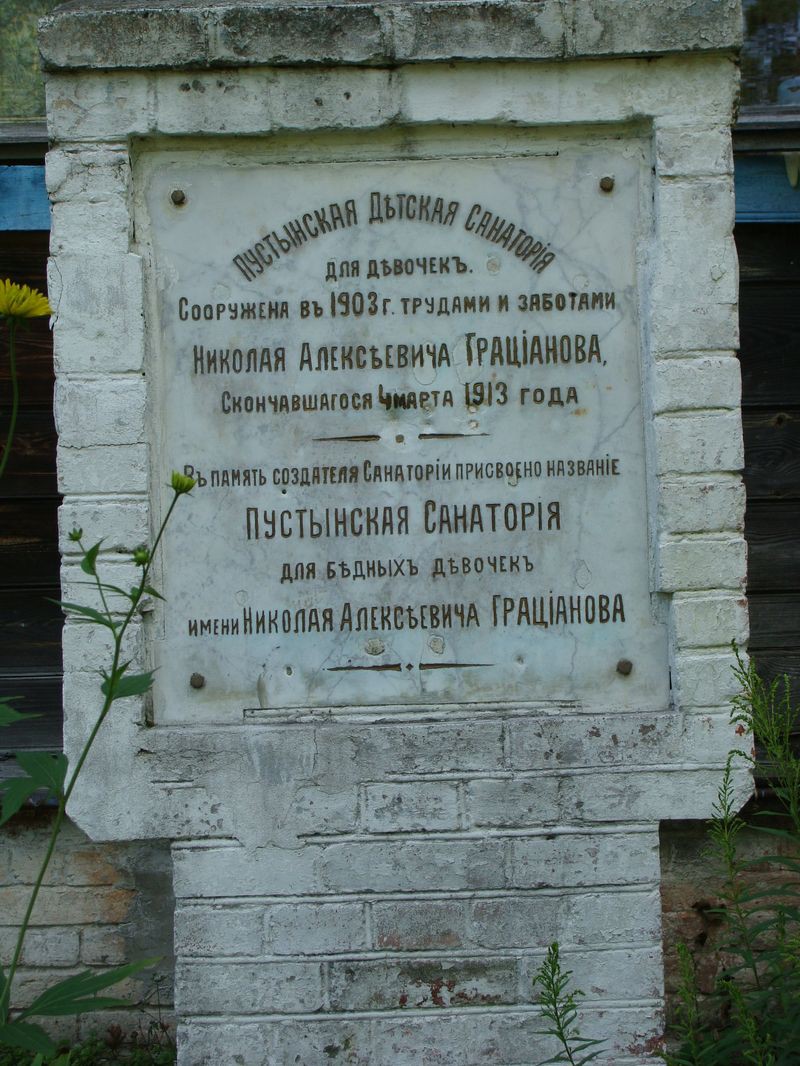 Пустынская Дѣтская Санаторія
для дѣвочекъ.
Сооружена въ 1903 г. трудами и заботами
Николая Алексѣевича Граціанова,
Скончавшагося 4 марта 1913 года
Въ память создателя Санаторіи присвоено названіе
Пустынская Санаторія
для бѣдныхъ дѣвочекъ
имени Николая Алексѣевича Граціанова